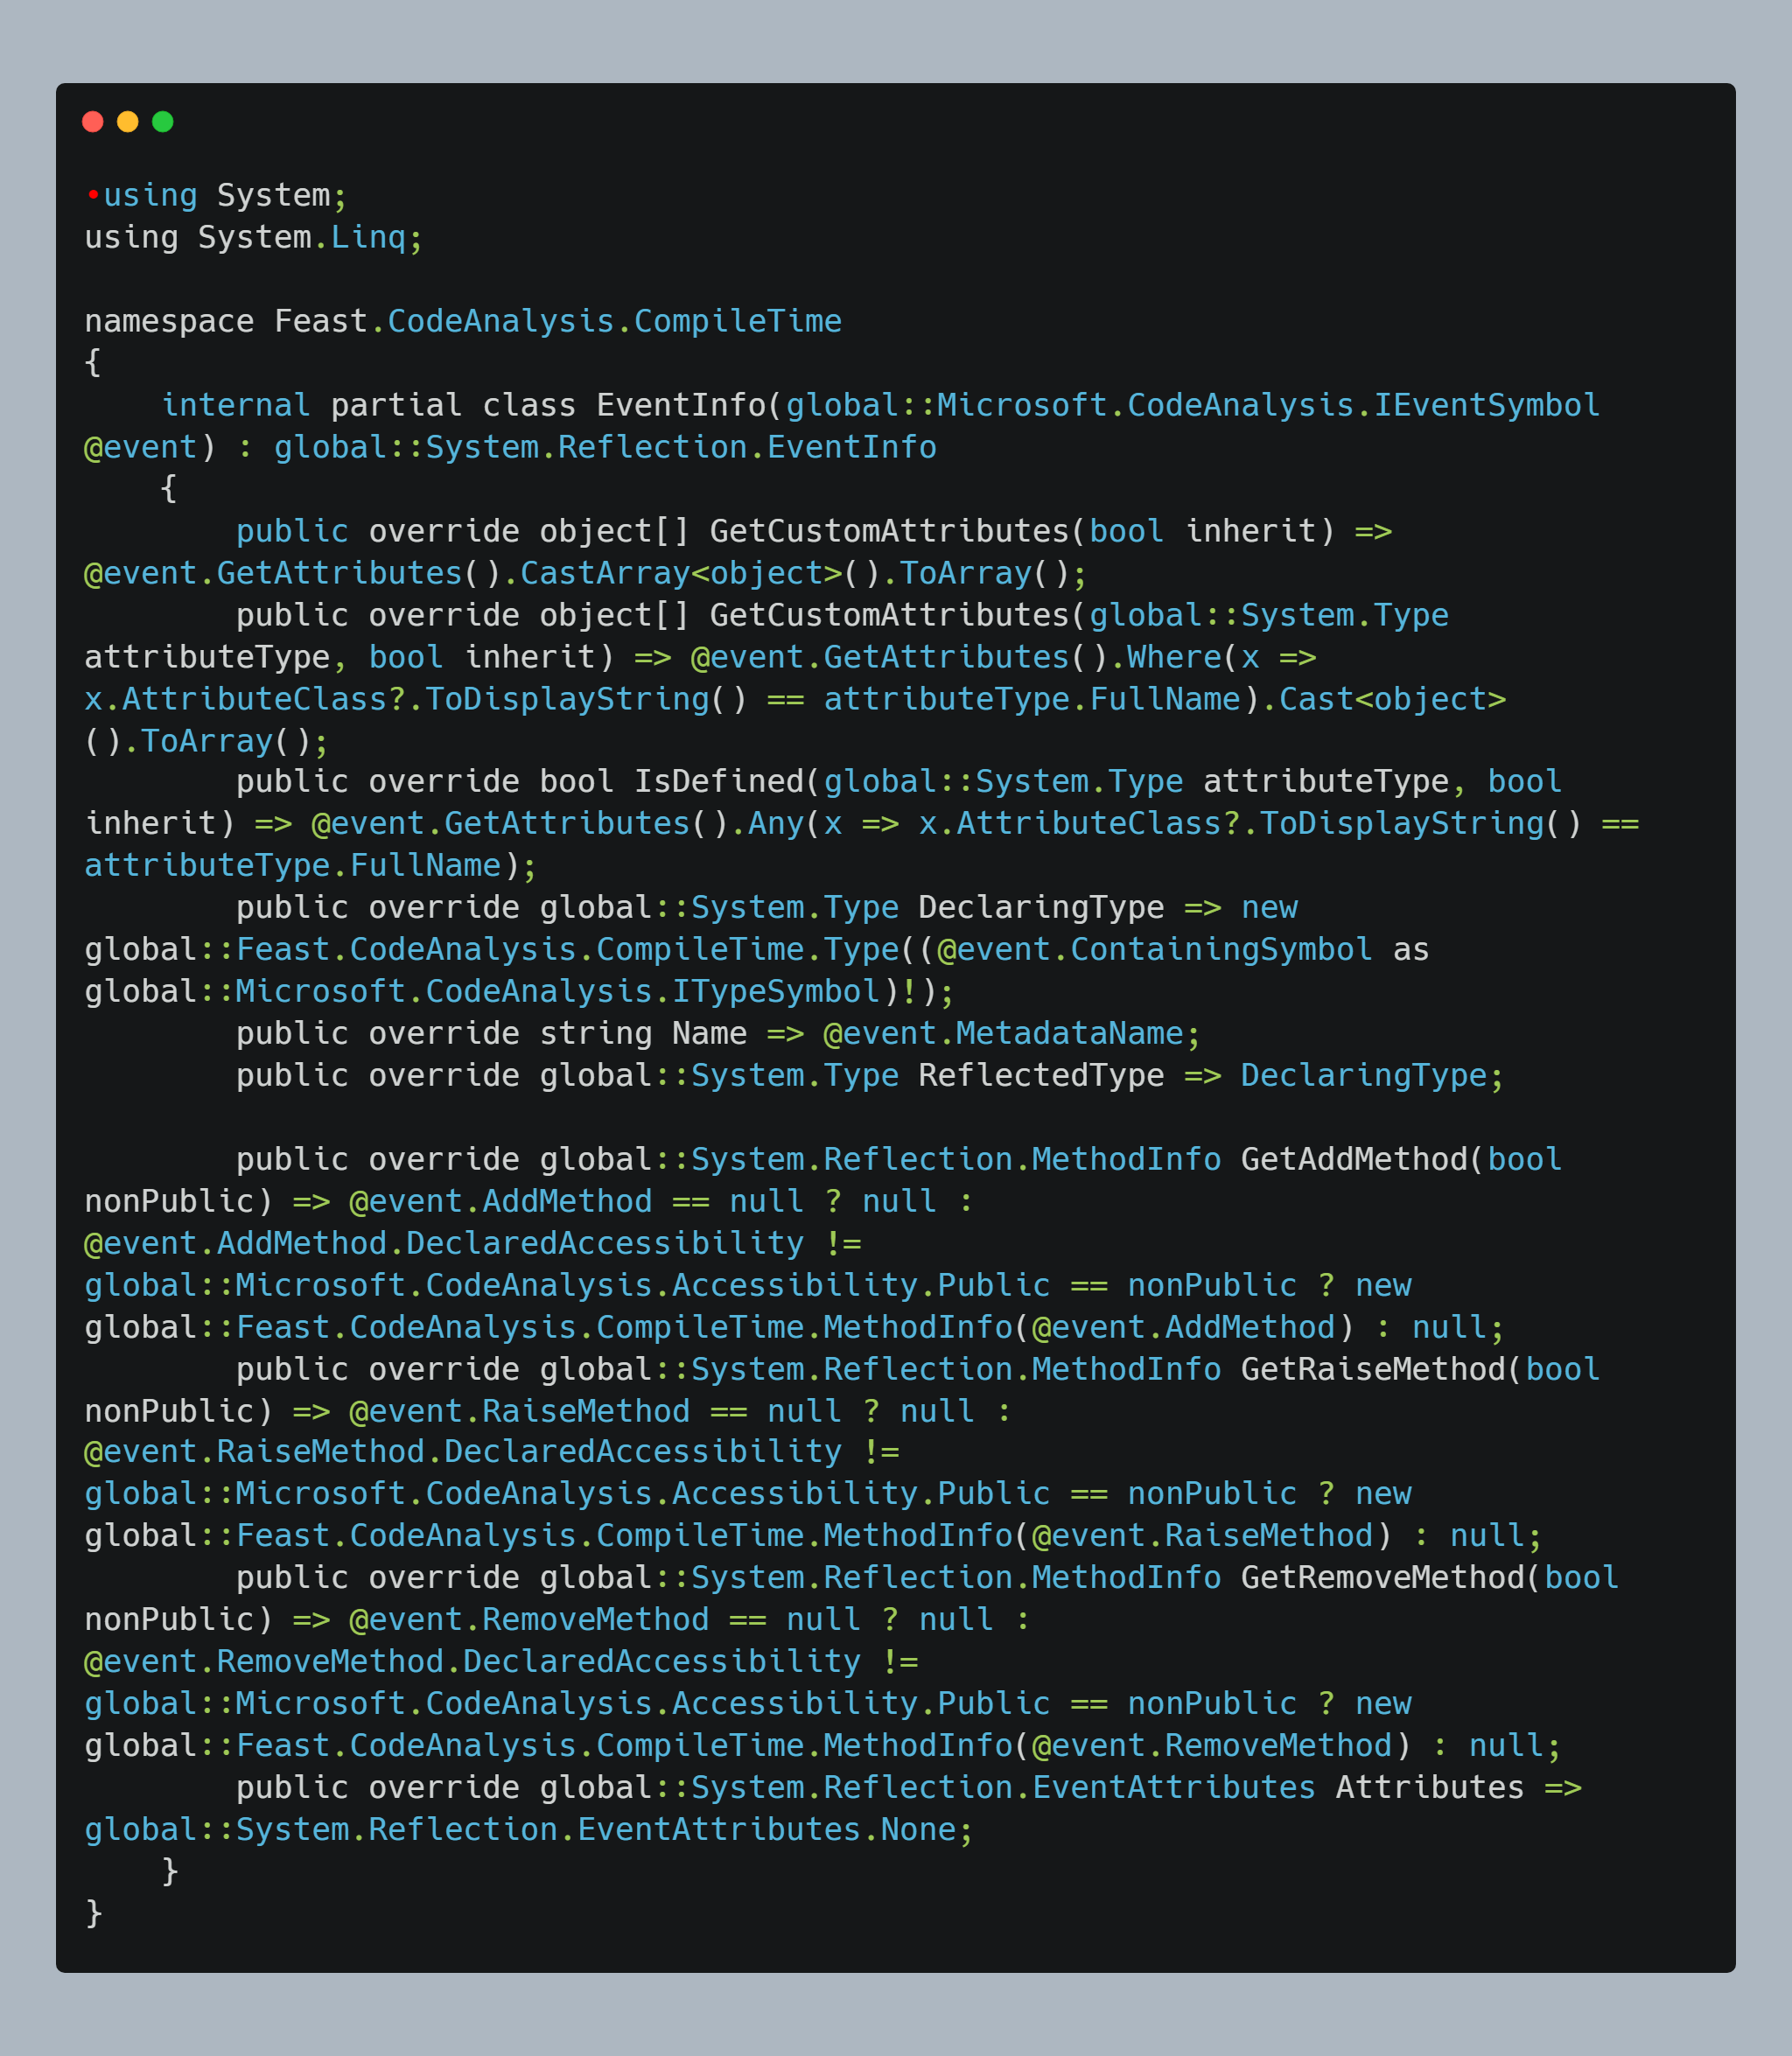 •using System;
using System.Linq;
namespace Feast.CodeAnalysis.CompileTime
{
    internal partial class EventInfo(global::Microsoft.CodeAnalysis.IEventSymbol
@event) : global::System.Reflection.EventInfo
    {
        public override object[] GetCustomAttributes(bool inherit) =>
@event.GetAttributes().CastArray<object>().ToArray();
        public override object[] GetCustomAttributes(global::System.Type
attributeType, bool inherit) => @event.GetAttributes().Where(x =>
x.AttributeClass?.ToDisplayString() == attributeType.FullName).Cast<object>
().ToArray();
        public override bool IsDefined(global::System.Type attributeType, bool
inherit) => @event.GetAttributes().Any(x => x.AttributeClass?.ToDisplayString() ==
attributeType.FullName);
        public override global::System.Type DeclaringType => new
global::Feast.CodeAnalysis.CompileTime.Type((@event.ContainingSymbol as
global::Microsoft.CodeAnalysis.ITypeSymbol)!);
        public override string Name => @event.MetadataName;
        public override global::System.Type ReflectedType => DeclaringType;
        public override global::System.Reflection.MethodInfo GetAddMethod(bool
nonPublic) => @event.AddMethod == null ? null :
@event.AddMethod.DeclaredAccessibility !=
global::Microsoft.CodeAnalysis.Accessibility.Public == nonPublic ? new
global::Feast.CodeAnalysis.CompileTime.MethodInfo(@event.AddMethod) : null;
        public override global::System.Reflection.MethodInfo GetRaiseMethod(bool
nonPublic) => @event.RaiseMethod == null ? null :
@event.RaiseMethod.DeclaredAccessibility !=
global::Microsoft.CodeAnalysis.Accessibility.Public == nonPublic ? new
global::Feast.CodeAnalysis.CompileTime.MethodInfo(@event.RaiseMethod) : null;
        public override global::System.Reflection.MethodInfo GetRemoveMethod(bool
nonPublic) => @event.RemoveMethod == null ? null :
@event.RemoveMethod.DeclaredAccessibility !=
global::Microsoft.CodeAnalysis.Accessibility.Public == nonPublic ? new
global::Feast.CodeAnalysis.CompileTime.MethodInfo(@event.RemoveMethod) : null;
        public override global::System.Reflection.EventAttributes Attributes =>
global::System.Reflection.EventAttributes.None;
    }
}